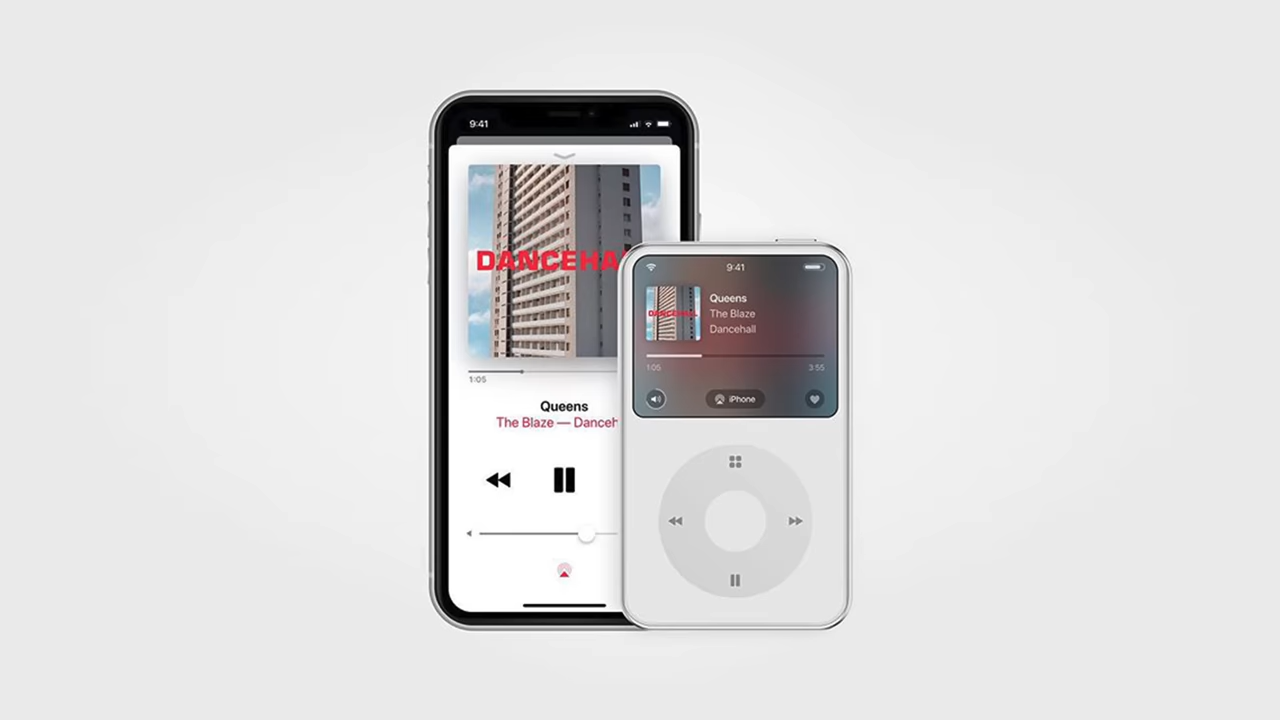 9:41
DANCEHA
1:05
Queens
The Blaze — Danceh
9:41
DANCEHALL
Queens
The Blaze
Dancehall
1:05
3:55
iPhone